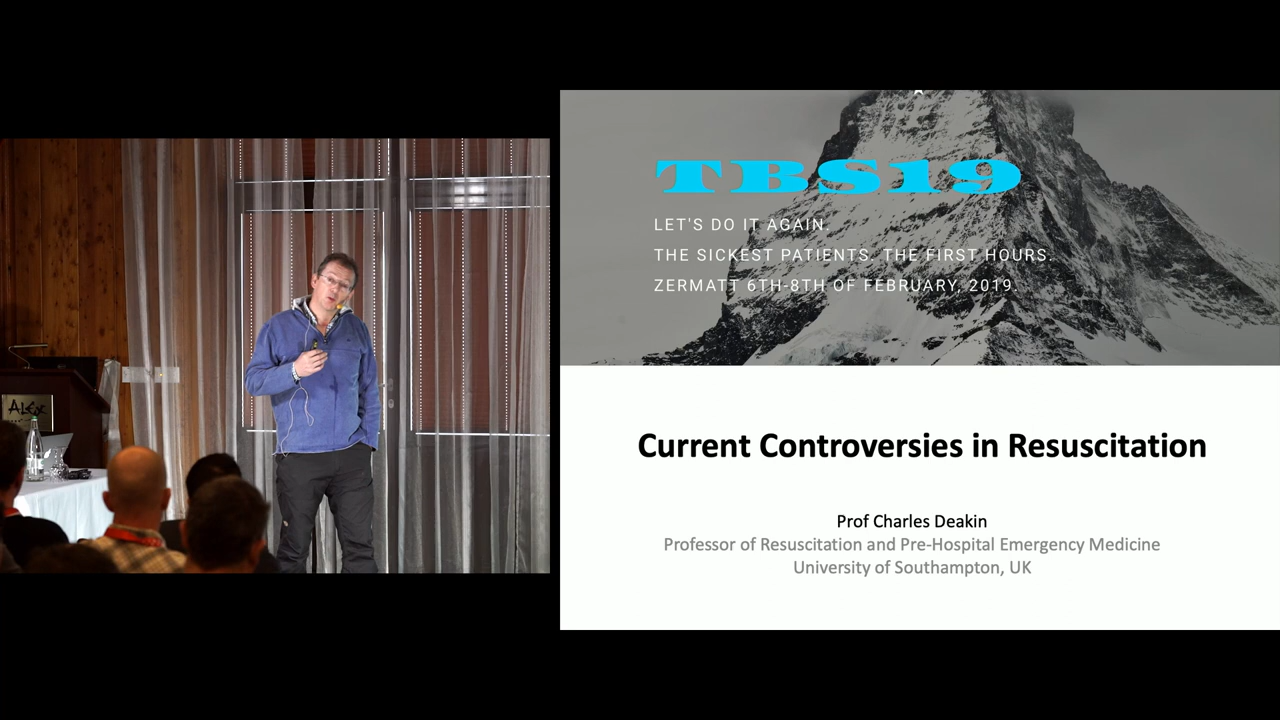 ALEX
TBS19
LET'S DO IT AGAIN.
THE SICKEST PATIENTS. THE FIRST HOURS.
ZERMATT 6TH-8TH OF FEBRUARY, 2019.
Current Controversies in Resuscitation
Prof Charles Deakin
Professor of Resuscitation and Pre-Hospital Emergency Medicine
University of Southampton, UK